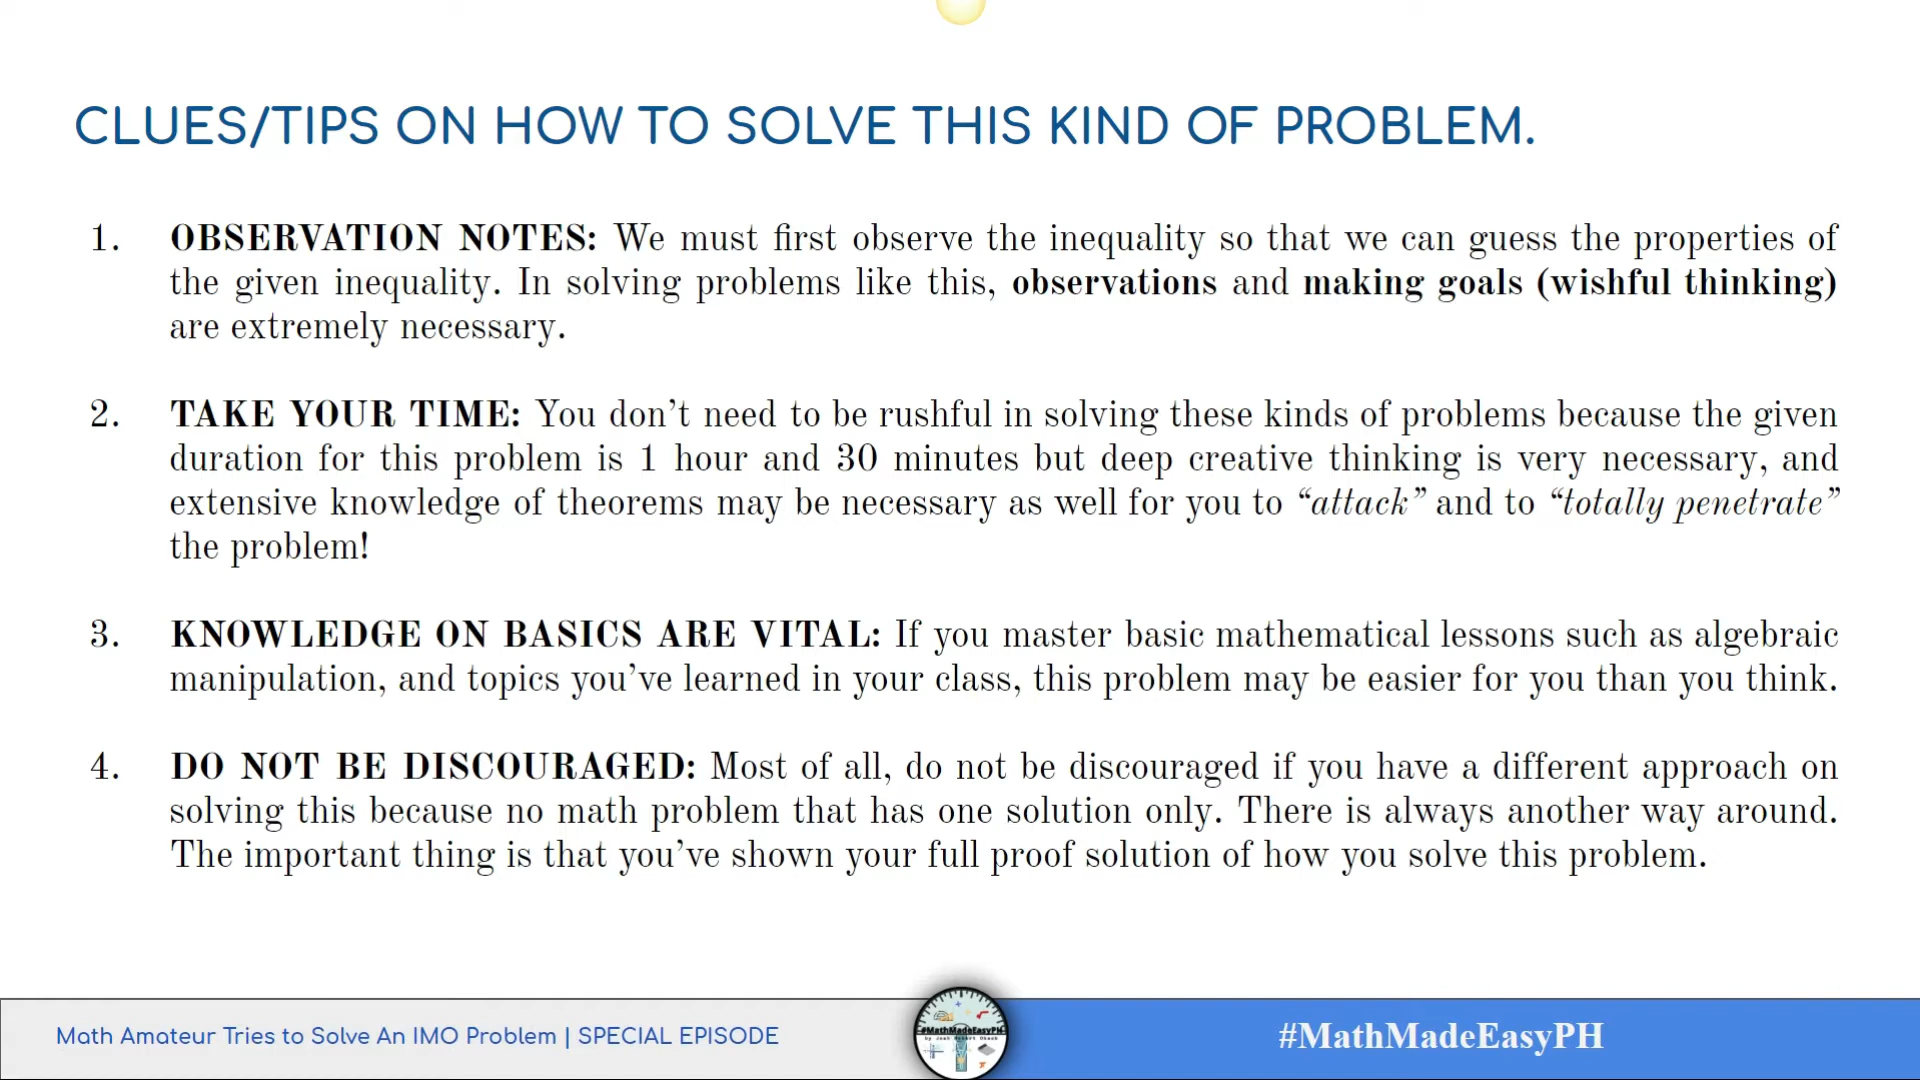 CLUES/TIPS ON HOW TO SOLVE THIS KIND OF PROBLEM.
1. OBSERVATION NOTES: We must first observe the inequality so that we can guess the properties of
the given inequality. In solving problems like this, observations and making goals (wishful thinking)
are extremely necessary.
2. TAKE YOUR TIME: You don’t need to be rushful in solving these kinds of problems because the given
duration for this problem is 1 hour and 30 minutes but deep creative thinking is very necessary, and
extensive knowledge of theorems may be necessary as well for you to “attack” and to “totally penetrate”
the problem!
3. KNOWLEDGE ON BASICS ARE VITAL: If you master basic mathematical lessons such as algebraic
manipulation, and topics you’ve learned in your class, this problem may be easier for you than you think.
4. DO NOT BE DISCOURAGED: Most of all, do not be discouraged if you have a different approach on
solving this because no math problem that has one solution only. There is always another way around.
The important thing is that you’ve shown your full proof solution of how you solve this problem.
Math Amateur Tries to Solve An IMO Problem | SPECIAL EPISODE
#MathMadeEasyPH
#MathMadeEasyPH